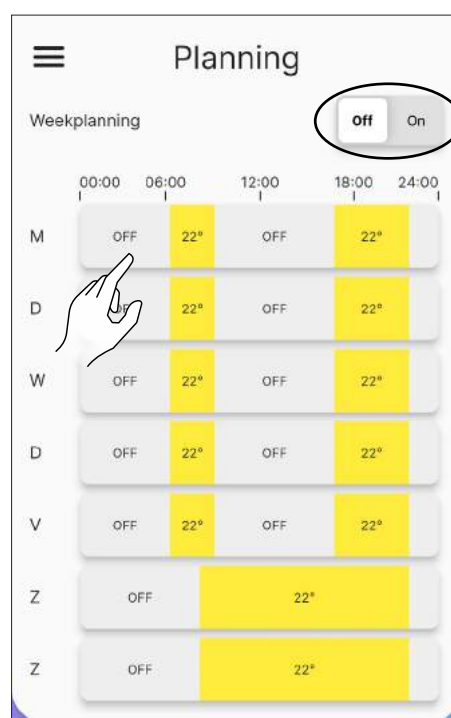 Planning
Weekplanning Off On
00:00 06:00 12:00 18:00 24:00
M OFF 22° OFF 22°
D OFF 22° OFF 22°
W OFF 22° OFF 22°
D OFF 22° OFF 22°
V OFF 22° OFF 22°
Z OFF 22°
Z OFF 22°